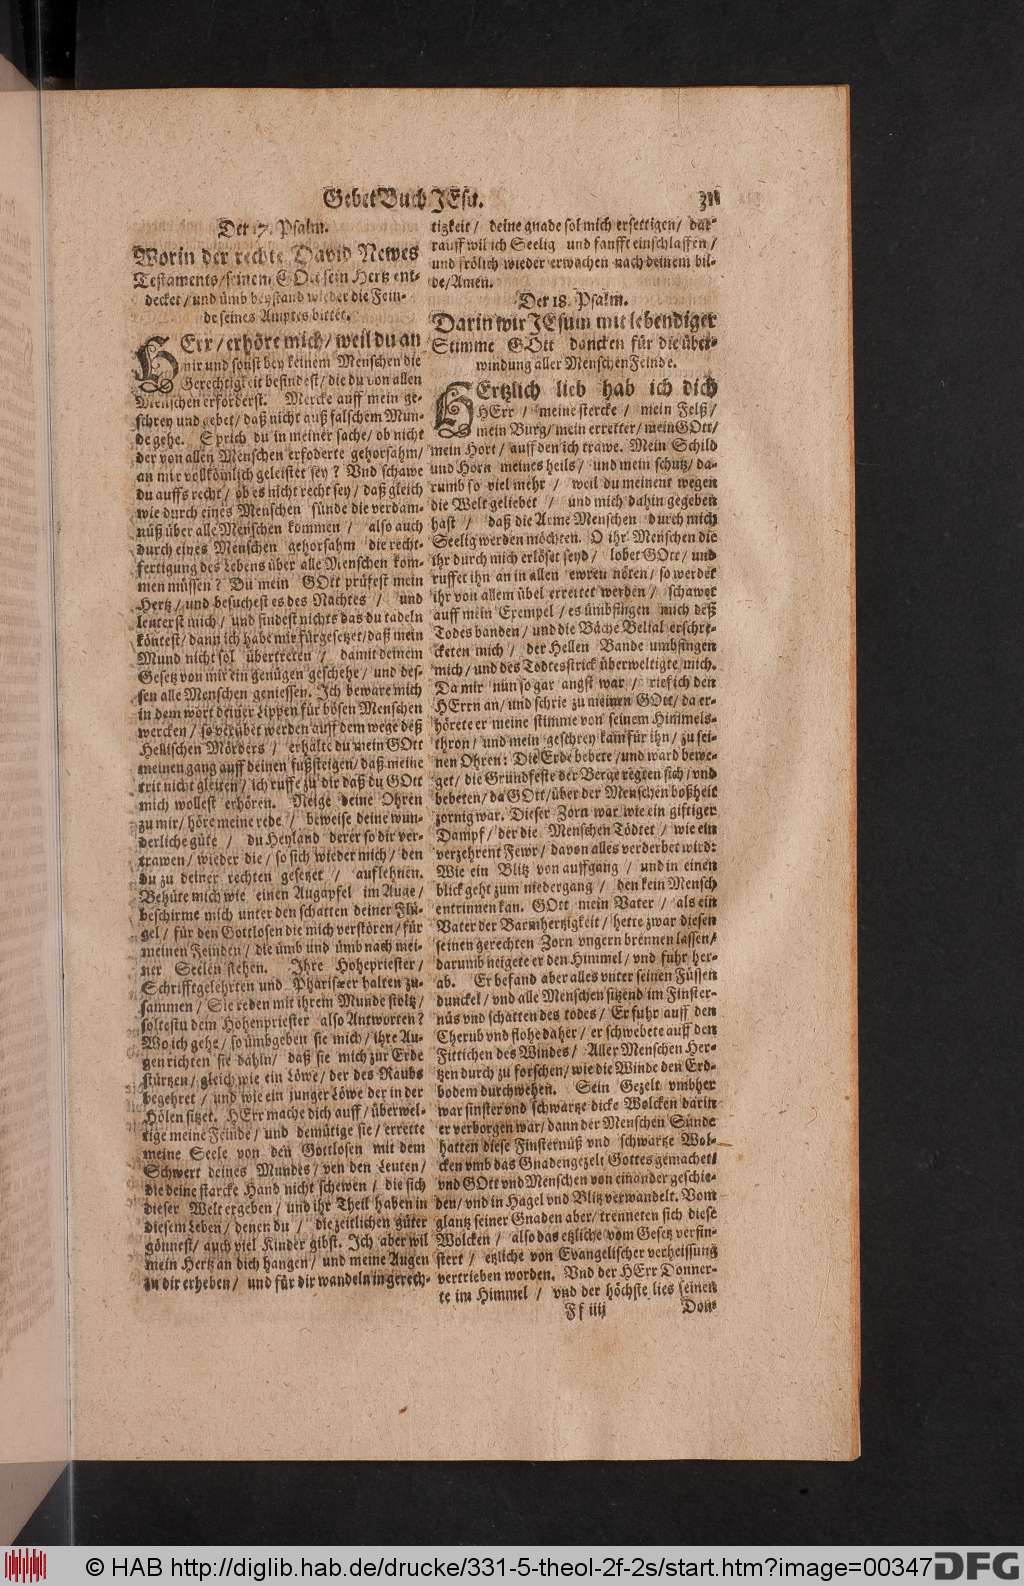 Gebet Buch JEsu.
Der 17. Psalm.
Worin der rechte David Newes
Testaments/seinem GOtt sein Hertz ent-
decket/und ümb beystand wieder die Fein-
de seines Amptes bittet.
HErr/erhöre mich/weil du an
mir und sonst bey keinem Menschen die
Gerechtigkeit befindest/die du von allen
Menschen erforderst. Mercke auff mein ge-
schrey und gebet/daß nicht auß falschem Mun-
de gehe. Sprich du in meiner sache/ob nicht
der von allen Menschen erfoderte gehorsahm/
an mir vollkömlich geleistet sey? Vnd schawe
du auffs recht/ob es nicht recht sey/daß gleich
wie durch eines Menschen sünde die verdam-
nüß über alle Menschen kommen/also auch
durch eines Menschen gehorsahm die recht-
fertigung des Lebens über alle Menschen kom-
men müssen? Du mein GOtt prüfest mein
Hertz/und besuchest es des Nachtes/und
leuterst mich/und findest nichts das du tadeln
köntest/dann ich habe mir fürgesetzet/daß mein
Mund nicht sol übertreten/damit deinem
Gesetz von mir ein genügen geschehe/und des-
sen alle Menschen geniessen. Ich beware mich
in dem wort deiner Lippen für bösen Menschen
wercken/so verübet werden auff dem wege deß
Hellischen Mörders/erhalte du mein GOtt
meinen gang auff deinen fußsteigen/daß meine
trit nicht gleiten/ich ruffe zu dir daß du GOtt
mich wollest erhören. Neige deine Ohren
zu mir/höre meine rede/beweise deine wun-
derliche güte/du Heyland derer so dir ver-
trawen/wieder die/so sich wieder mich/den
du zu deiner rechten gesetzet/aufflehnen.
Behüte mich wie einen Augapfel im Auge/
beschirme mich unter den schatten deiner Flü-
gel/für den Gottlosen die mich verstören/für
meinen Feinden/die ümb und ümb nach mei-
ner Seelen stehen. Ihre Hohepriester/
Schrifftgelehrten und Phariseer halten zu-
sammen/Sie reden mit ihrem Munde stoltz/
soltestu dem Hohenpriester also Antworten?
Wo ich gehe/so ümbgeben sie mich/ihre Au-
gen richten sie dahin/daß sie mich zur Erde
stürtzen/gleich wie ein Löwe/der des Raubs
begehret/und wie ein junger Löwe der in der
Hölen sitzet. HErr mache dich auff/überwel-
tige meine Feinde/und demütige sie/errette
meine Seele von den Gottlosen mit dem
Schwert deines Mundes/von den Leuten/
die deine starcke Hand nicht schewen/die sich
dieser Welt ergeben/und ihr Theil haben in
diesem Leben/denen du/die zeitlichen güter
gönnest/auch viel Kinder gibst. Ich aber wil
mein Hertz an dich hangen/und meine Augen
zu dir erheben/und für dir wandeln in gerech-
tigkeit/deine gnade sol mich ersettigen/dar-
rauff wil ich Seelig und sanfft einschlaffen/
und frölich wieder erwachen nach deinem bil-
de/Amen.
Der 18. Psalm.
Darin wir JEsum mit lebendiger
Stimme GOtt dancken für die über-
windung aller Menschen Feinde.
HErtzlich lieb hab ich dich
HErr/meine stercke/mein Felß/
mein Burg/mein erretter/mein GOtt/
mein Hort/auff den ich trawe. Mein Schild
und Horn meines heils/und mein schutz/da-
rumb so viel mehr/weil du meinent wegen
die Welt geliebet/und mich dahin gegeben
hast/daß die Arme Menschen durch mich
Seelig werden möchten. O ihr Menschen die
ihr durch mich erlöset seyd/lobet GOtt/und
ruffet ihn an in allen ewren nöten/so werdet
ihr von allem übel errettet werden/schawet
auff mein Exempel/es ümbfingen mich deß
Todes banden/und die Bäche Belial erschre-
cketen mich/der Hellen Bande umbfingen
mich/und des Todtesstrick überweltigte mich.
Da mir nun so gar angst war/rief ich den
HErrn an/und schrie zu meinen GOtt/da er-
hörete er meine stimme von seinem Himmels-
thron/und mein geschrey kam für ihn/zu sei-
nen Ohren: Die Erde bebete/und ward bewe-
get/die Grundfeste der Berge regten sich/und
bebeten/da GOtt/über der Menschen boßheit
zornig war. Dieser Zorn war wie ein giftiger
Dampf/der die Menschen Tödtet/wie ein
verzehrent Fewr/davon alles verderbet wird:
Wie ein Blitz von auffgang/und in einen
blick geht zum niedergang/den kein Mensch
entrinnen kan. GOtt mein Vater/als ein
Vater der Barmhertzigkeit/hette zwar diesen
seinen gerechten Zorn vngern brennen lassen/
darumb neigete er den Himmel/vnd fuhr her-
ab. Er befand aber alles vnter seinen Füssen
dunckel/vnd alle Menschen sitzend im Finster-
nüs vnd schatten des todes/Er fuhr auff den
Cherub vnd flohe daher/er schwebete auff den
Fittichen des Windes/Aller Menschen Her-
tzen durch zu forschen/wie die Winde den Erd-
bodem durchwehen. Sein Gezelt vmbher
war finster vnd schwartze dicke Wolcken darin
er verborgen war/dann der Menschen Sünde
hatten diese Finsternüß vnd schwartze Wol-
cken vmb das Gnadengezelt Gottes gemachet/
vnd GOtt vnd Menschen von einander geschie-
den/vnd in Hagel vnd Blitz verwandelt. Vom
glantz seiner Gnaden aber/trenneten sich diese
Wolcken/also das etzliche vom Gesetz verfin-
stert/etzliche von Evangelischer verheissung
vertrieben worden. Vnd der HErr Donner-
te im Himmel/vnd der höchste lies seinen
Ff iiij Don-
© HAB http://diglib.hab.de/drucke/331-5-theol-2f-2s/start.htm?image=00347
DFG